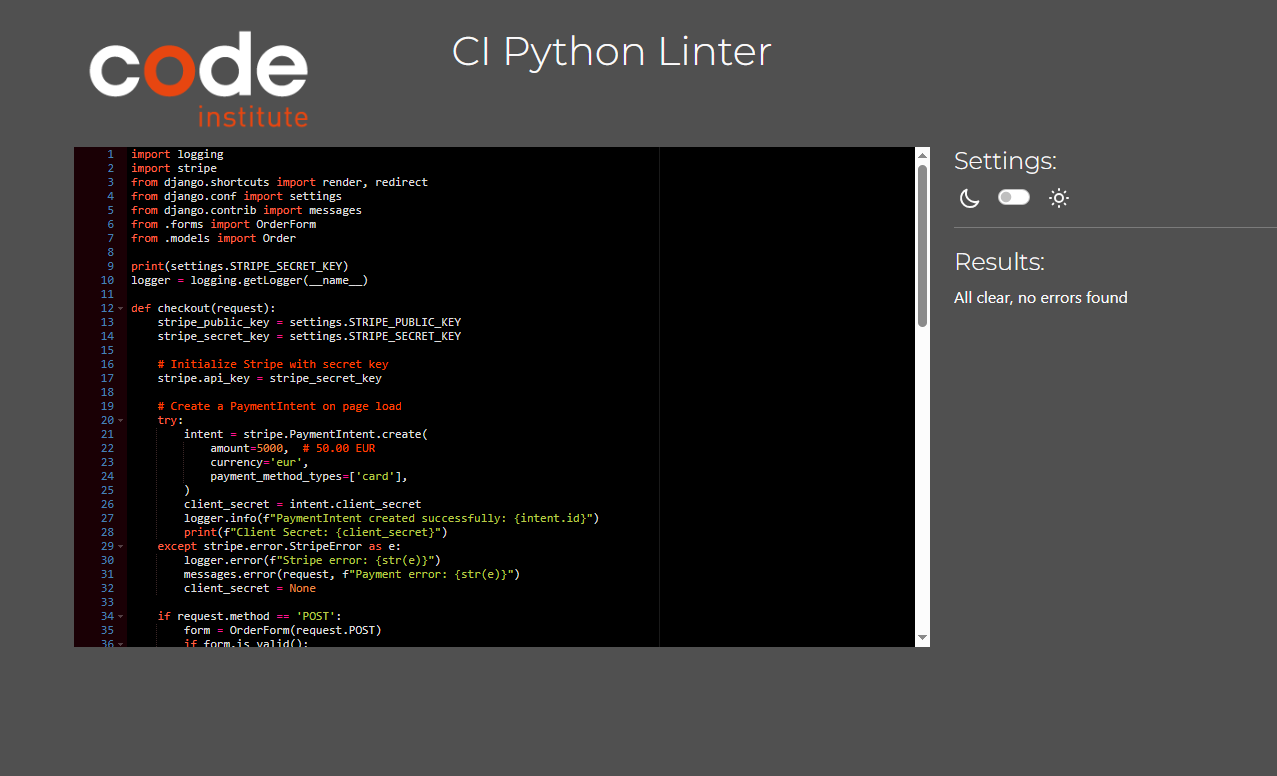 code
institute
CI Python Linter
1 import logging
2 import stripe
3 from django.shortcuts import render, redirect
4 from django.conf import settings
5 from django.contrib import messages
6 from .forms import OrderForm
7 from .models import Order
8
9 print(settings.STRIPE_SECRET_KEY)
10 logger = logging.getLogger(__name__)
11
12 def checkout(request):
13     stripe_public_key = settings.STRIPE_PUBLIC_KEY
14     stripe_secret_key = settings.STRIPE_SECRET_KEY
15
16     # Initialize Stripe with secret key
17     stripe.api_key = stripe_secret_key
18
19     # Create a PaymentIntent on page load
20     try:
21         intent = stripe.PaymentIntent.create(
22             amount=5000,  # 50.00 EUR
23             currency='eur',
24             payment_method_types=['card'],
25         )
26         client_secret = intent.client_secret
27         logger.info(f"PaymentIntent created successfully: {intent.id}")
28         print(f"Client Secret: {client_secret}")
29     except stripe.error.StripeError as e:
30         logger.error(f"Stripe error: {str(e)}")
31         messages.error(request, f"Payment error: {str(e)}")
32         client_secret = None
33
34     if request.method == 'POST':
35         form = OrderForm(request.POST)
36         if form.is_valid():
Settings:
Results:
All clear, no errors found